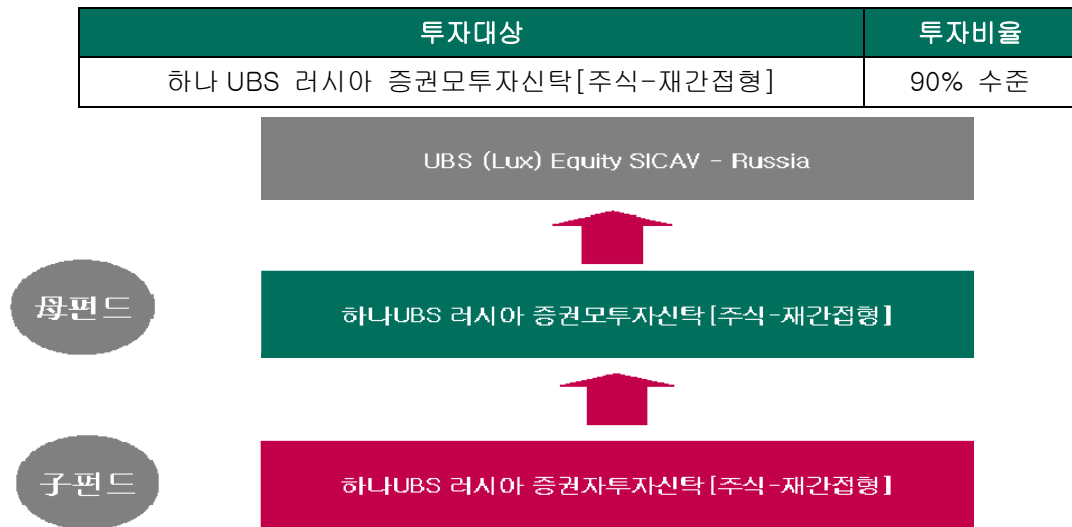 투자대상 투자비율
하나 UBS 러시아 증권모투자신탁[주식-재간접형] 90% 수준
UBS (Lux) Equity SICAV - Russia
母펀드 하나UBS 러시아 증권모투자신탁[주식-재간접형]
子펀드 하나UBS 러시아 증권자투자신탁[주식-재간접형]